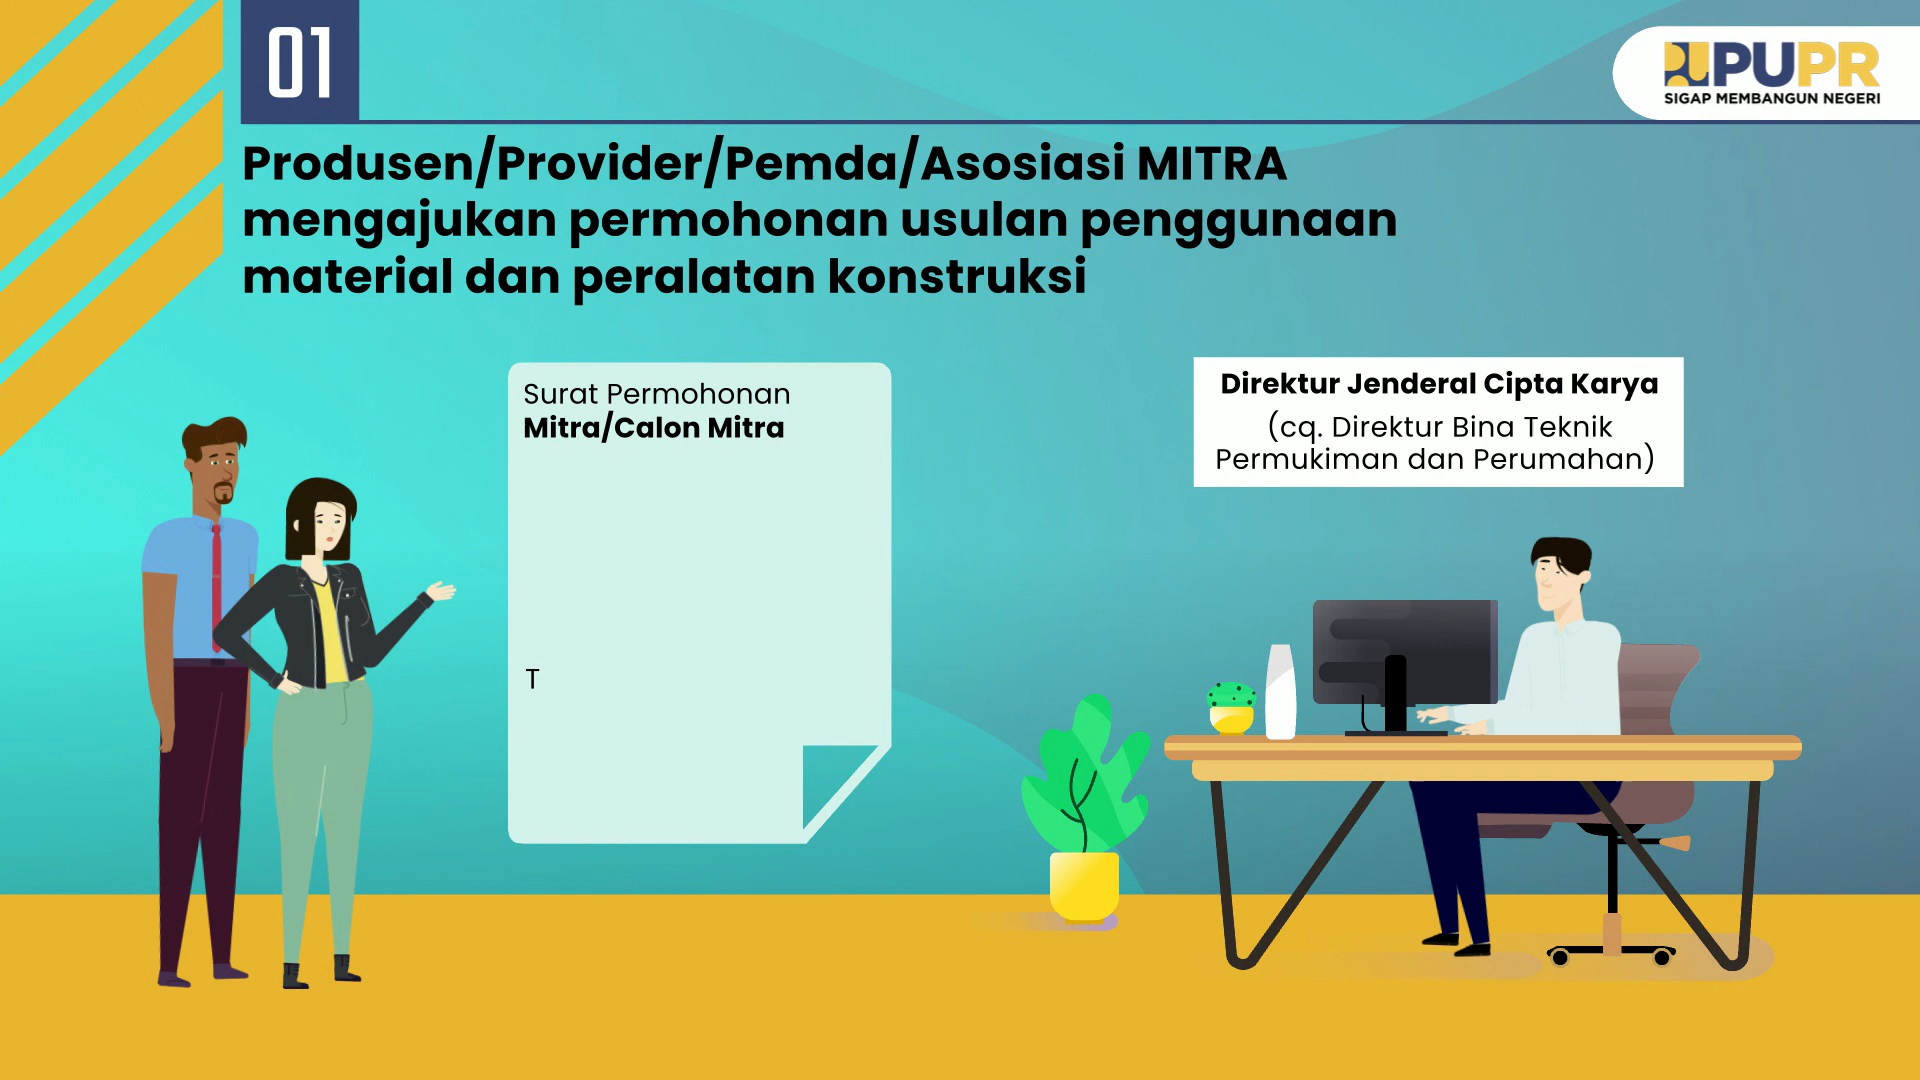 01
PUPR
SIGAP MEMBANGUN NEGERI
Produsen/Provider/Pemda/Asosiasi MITRA
mengajukan permohonan usulan penggunaan
material dan peralatan konstruksi
Surat Permohonan
Mitra/Calon Mitra
T
Direktur Jenderal Cipta Karya
(cq. Direktur Bina Teknik
Permukiman dan Perumahan)